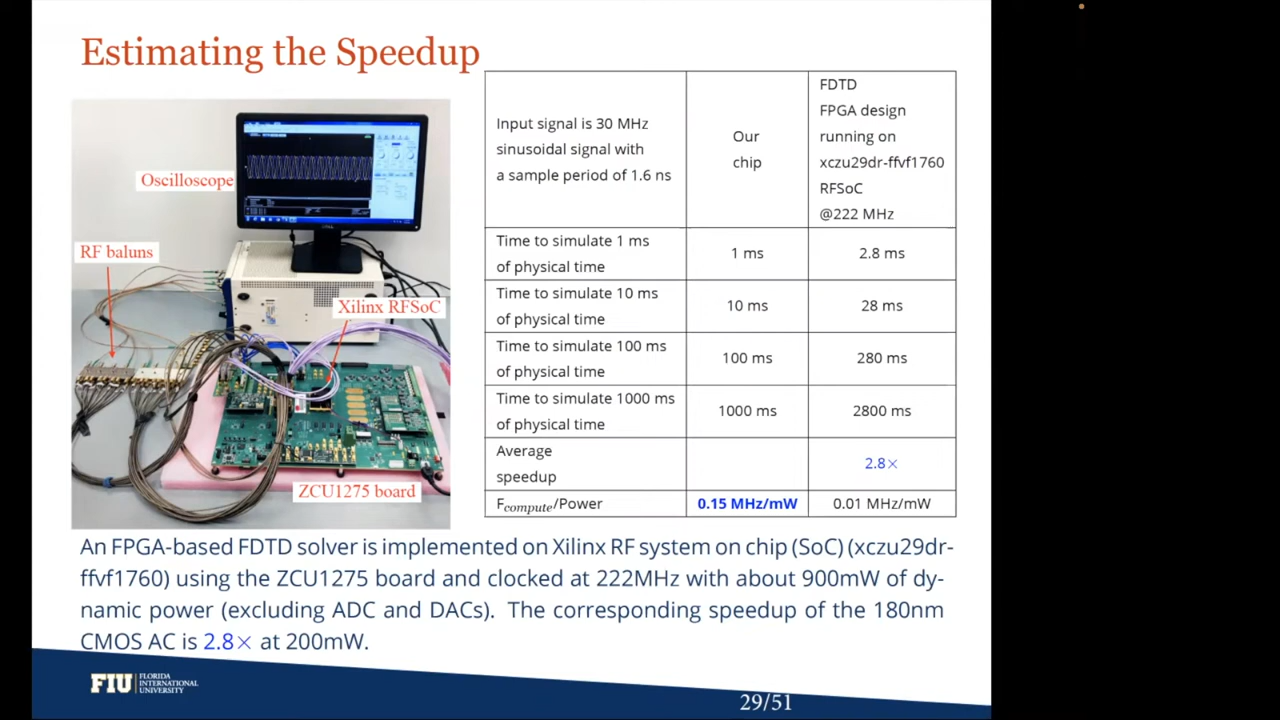 Estimating the Speedup
Oscilloscope
RF baluns
Xilinx RFSoC
ZCU1275 board
Input signal is 30 MHz
sinusoidal signal with
a sample period of 1.6 ns
Our
chip
FDTD
FPGA design
running on
xczu29dr-ffvf1760
RFSoC
@222 MHz
Time to simulate 1 ms
of physical time
1 ms
2.8 ms
Time to simulate 10 ms
of physical time
10 ms
28 ms
Time to simulate 100 ms
of physical time
100 ms
280 ms
Time to simulate 1000 ms
of physical time
1000 ms
2800 ms
Average
speedup
2.8×
Fcompute/Power
0.15 MHz/mW
0.01 MHz/mW
An FPGA-based FDTD solver is implemented on Xilinx RF system on chip (SoC) (xczu29dr-
ffvf1760) using the ZCU1275 board and clocked at 222MHz with about 900mW of dy-
namic power (excluding ADC and DACs). The corresponding speedup of the 180nm
CMOS AC is 2.8× at 200mW.
FIU
FLORIDA
INTERNATIONAL
UNIVERSITY
29/51